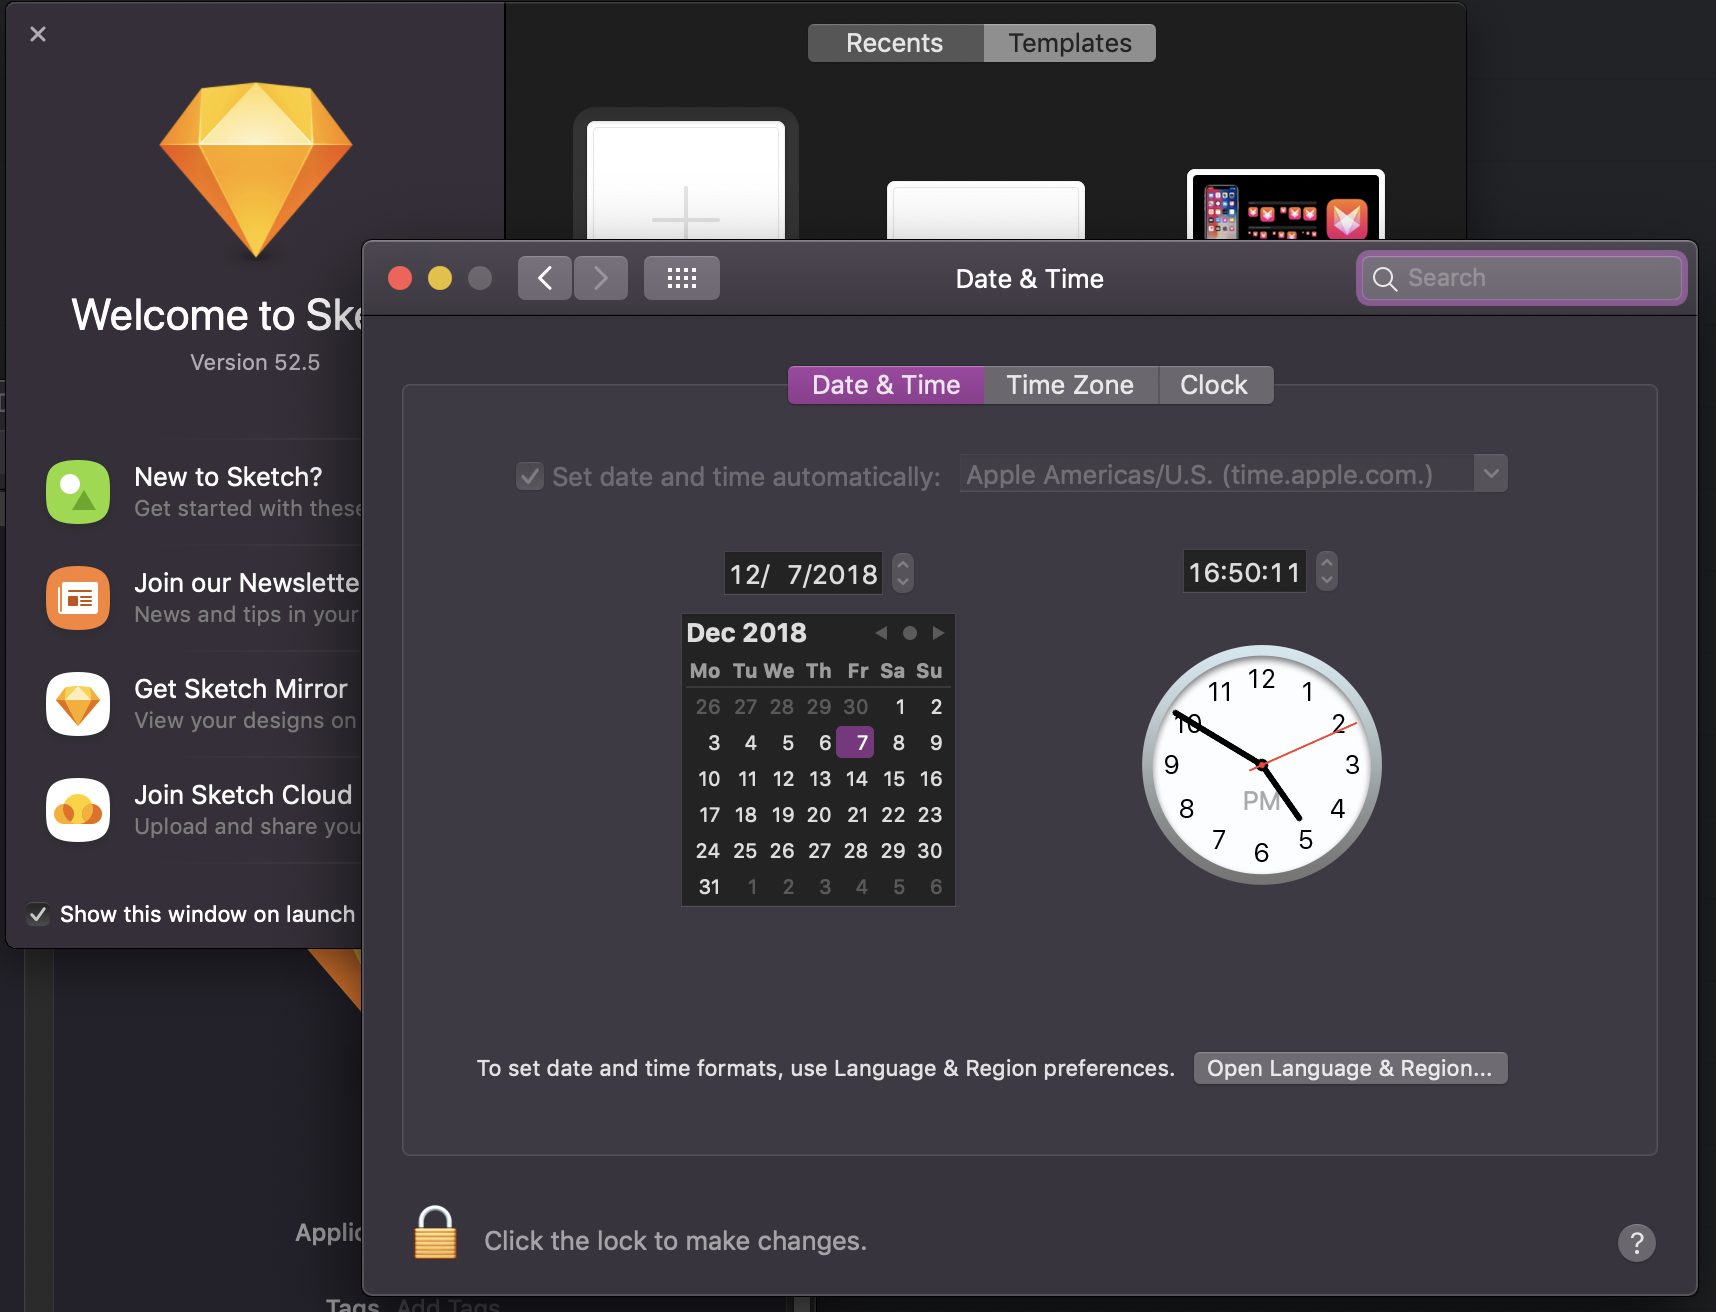 Recents Templates
Welcome to Ske
Version 52.5
New to Sketch?
Get started with these
Join our Newslette
News and tips in your
Get Sketch Mirror
View your designs on
Join Sketch Cloud
Upload and share you
Show this window on launch
Date & Time
Search
Date & Time Time Zone Clock
Set date and time automatically: Apple Americas/U.S. (time.apple.com.)
12/ 7/2018
16:50:11
Dec 2018
Mo Tu We Th Fr Sa Su
26 27 28 29 30 1 2
3 4 5 6 7 8 9
10 11 12 13 14 15 16
17 18 19 20 21 22 23
24 25 26 27 28 29 30
31 1 2 3 4 5 6
12
11 1
10 2
9 3
PM
8 4
7 5
6
To set date and time formats, use Language & Region preferences. Open Language & Region...
Click the lock to make changes.
?
Applic
Tags Add Tags